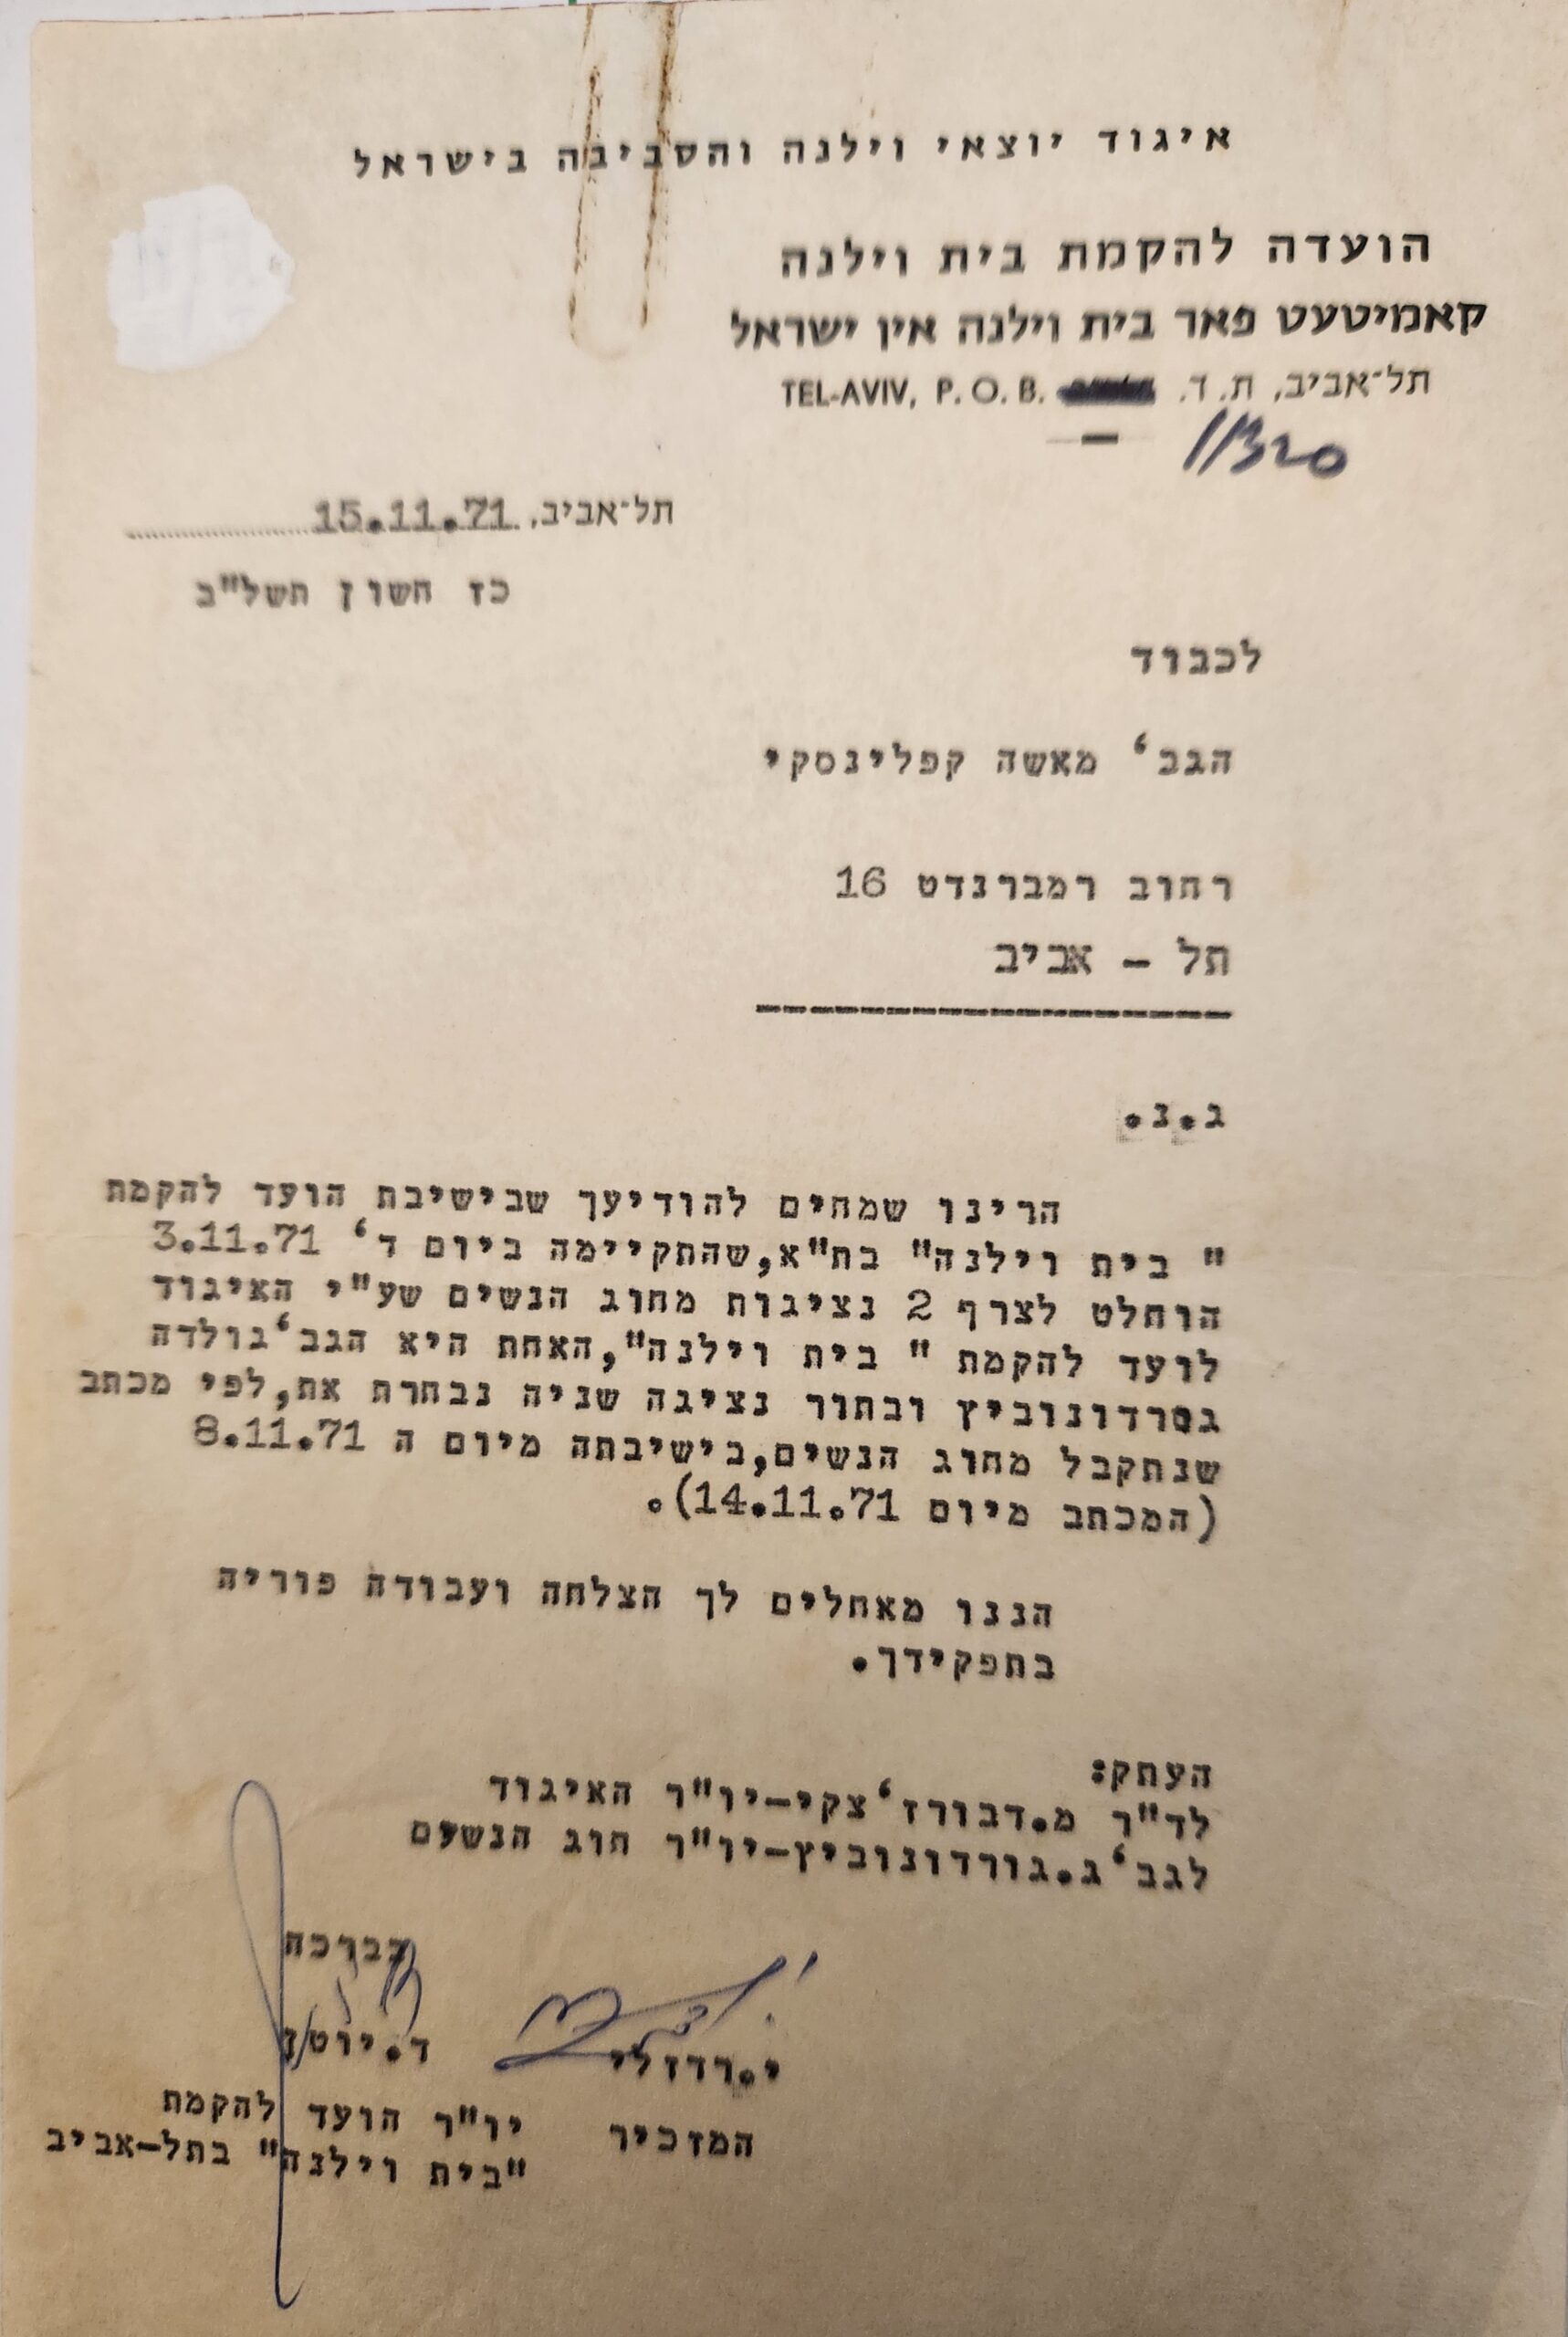 איגוד יוצאי וילנה והסביבה בישראל
הועדה להקמת בית וילנה
קאמיטעט פאר בית וילנה אין ישראל
תל־אביב, ת. ד. TEL-AVIV, P.O.B.
11320
תל־אביב, 15.11.71
כז חשון תשל"ב
לכבוד
הגב' מאשה קפלינסקי
רחוב רמברנדט 16
תל - אביב
ג.נ.
הרינו שמחים להודיעך שבישיבת הועד להקמת
" בית וילנה" בת"א,שהתקיימה ביום ד' 3.11.71
הוחלט לצרף 2 נציגות מחוג הנשים שע"י האיגוד
לועד להקמת " בית וילנה",האחת היא הגב'גולדה
גורדונוביץ ובתור נציגה שניה נבחרת את,לפי מכתב
שנתקבל מחוג הנשים,בישיבתה מיום ה 8.11.71
(המכתב מיום 14.11.71).
הננו מאחלים לך הצלחה ועבודה פוריה
בתפקידך.
העתק:
לד"ר מ.דבורז'צקי-יו"ר האיגוד
לגב'ג.גורדונוביץ-יו"ר חוג הנשים
בברכה
י.רדזלי ד.יוטן
המזכיר יו"ר הועד להקמת
"בית וילנה" בתל-אביב